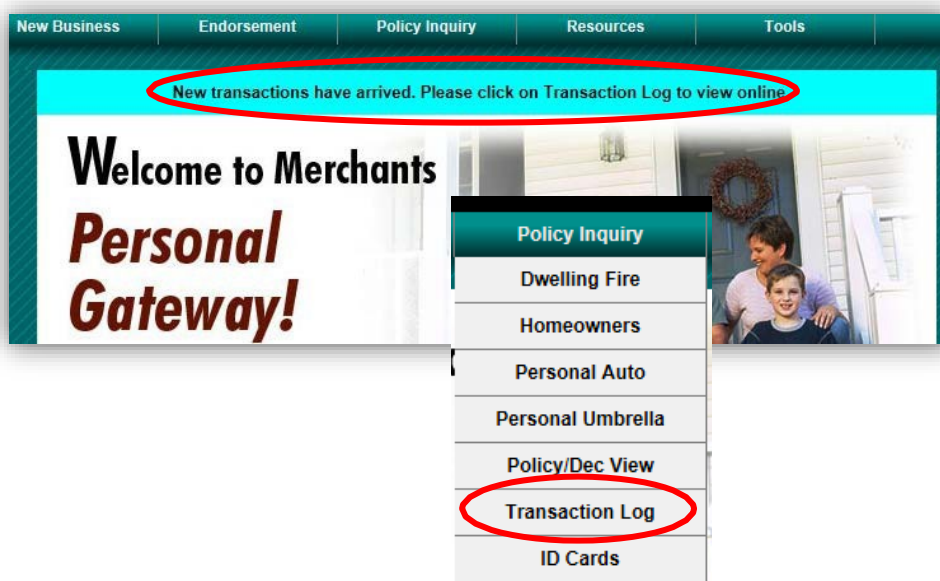 New Business Endorsement Policy Inquiry Resources Tools
New transactions have arrived. Please click on Transaction Log to view online
Welcome to Merchants
Personal
Gateway!
Policy Inquiry
Dwelling Fire
Homeowners
Personal Auto
Personal Umbrella
Policy/Dec View
Transaction Log
ID Cards